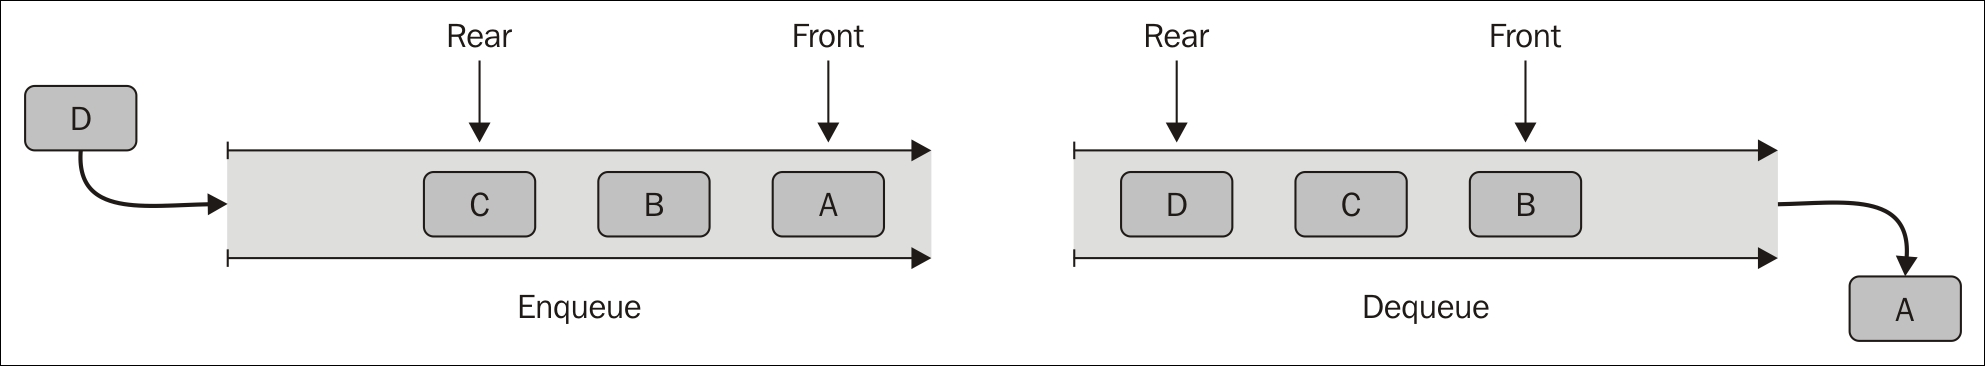 Rear Front
D
C B A
Enqueue
Rear Front
D C B
Dequeue
A